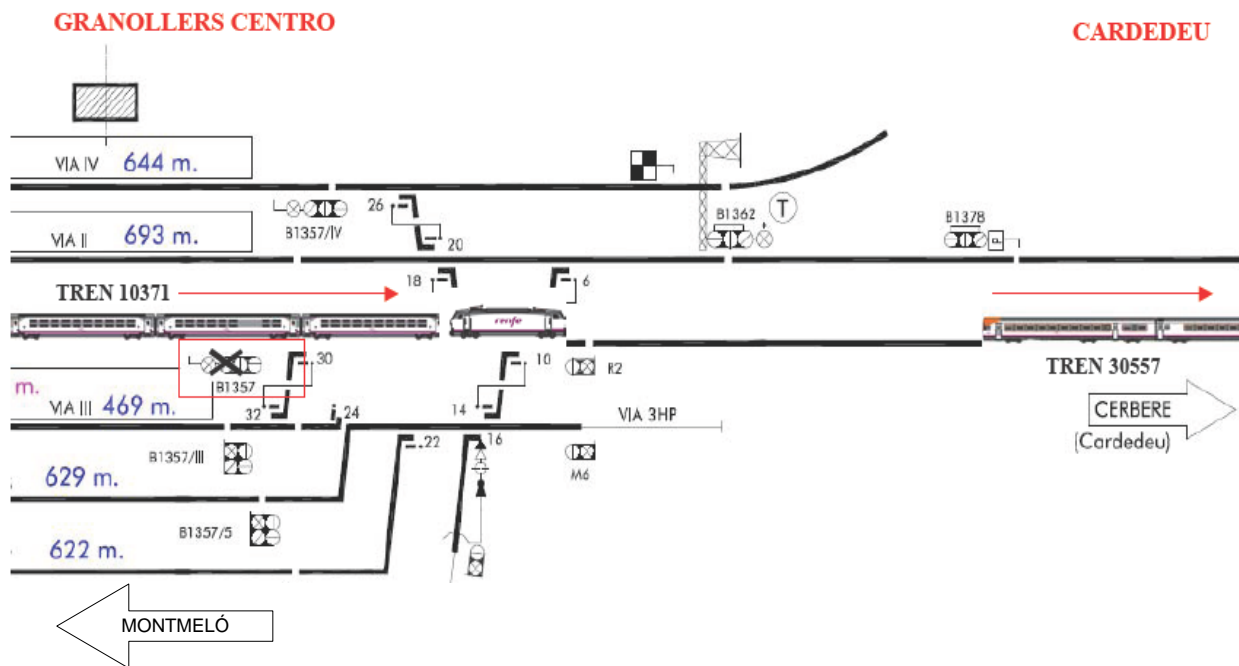 GRANOLLERS CENTRO
CARDEDEU
VIA IV 644 m.
B1357/IV
26
20
B1362
T
B1378
P
VIA II 693 m.
18
6
TREN 10371
renfe
TREN 30557
B1357
30
10
R2
m.
VIA III 469 m.
32
24
14
VIA 3HP
CERBERE
(Cardedeu)
B1357/III
22
16
M6
629 m.
B1357/5
622 m.
MONTMELÓ